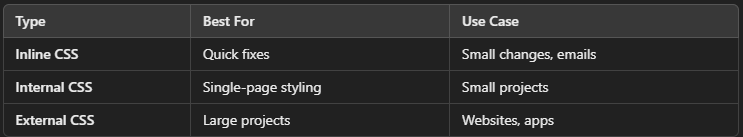 Type Best For Use Case
Inline CSS Quick fixes Small changes, emails
Internal CSS Single-page styling Small projects
External CSS Large projects Websites, apps